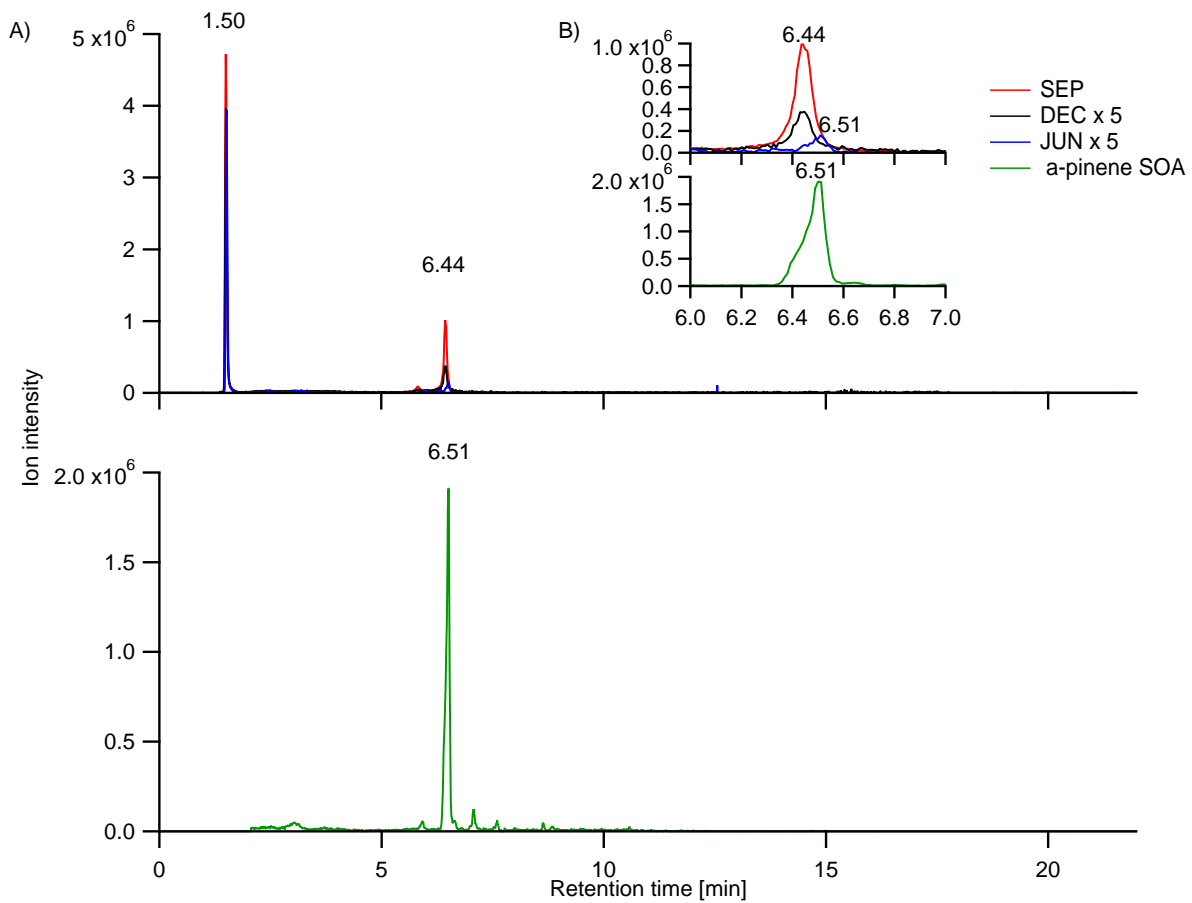 A)
1.50
5 x10^6
4
3
2
1
0
6.44
B)
1.0 x10^6
0.8
0.6
0.4
0.2
0.0
6.44
6.51
2.0 x10^6
1.5
1.0
0.5
0.0
6.51
6.0 6.2 6.4 6.6 6.8 7.0
SEP
DEC x 5
JUN x 5
a-pinene SOA
Ion intensity
5 10 15 20
6.51
2.0 x10^6
1.5
1.0
0.5
0.0
0 5 10 15 20
Retention time [min]